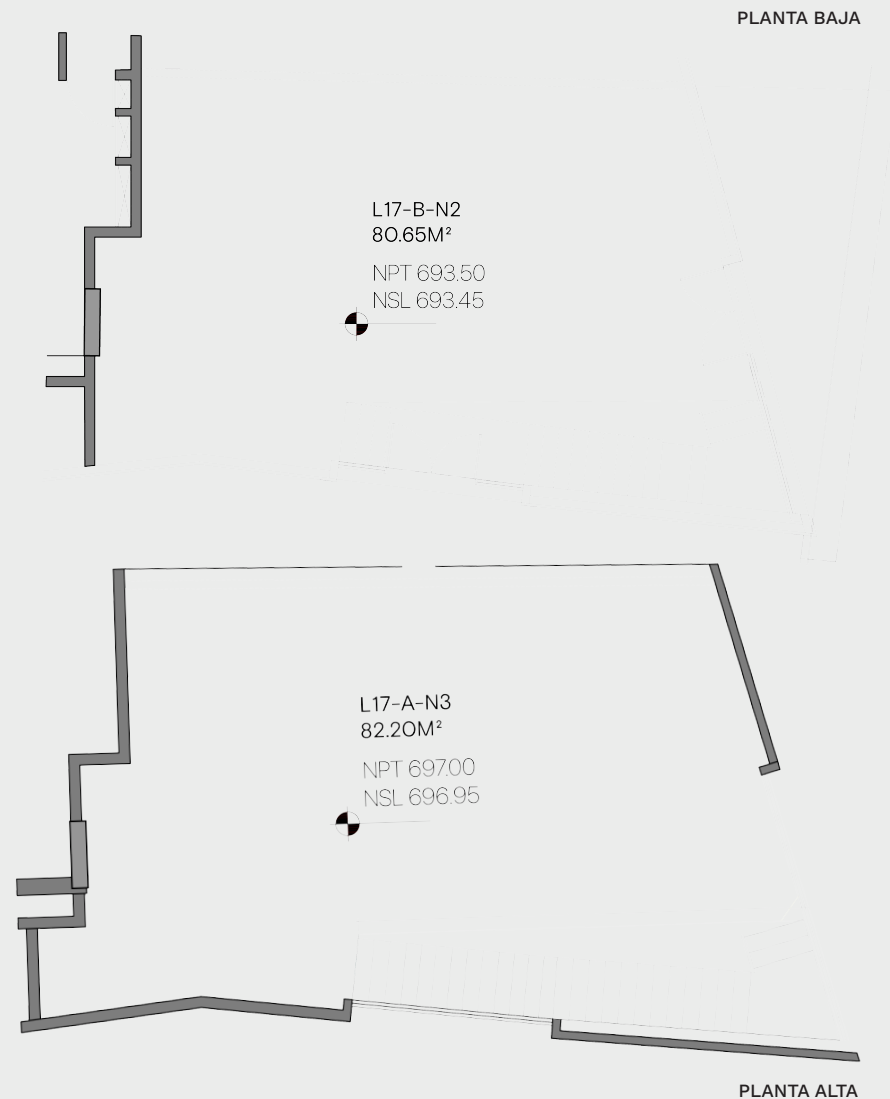 PLANTA BAJA
L17-B-N2
80.65M²
NPT 693.50
NSL 693.45
L17-A-N3
82.20M²
NPT 697.00
NSL 696.95
PLANTA ALTA